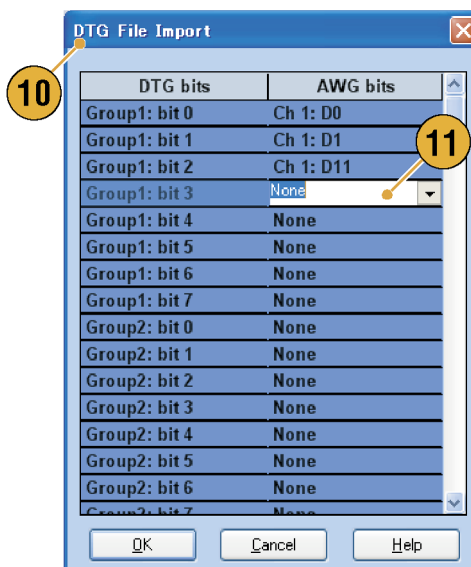 DTG File Import
10
DTG bits AWG bits
Group1: bit 0 Ch 1: D0
Group1: bit 1 Ch 1: D1
11
Group1: bit 2 Ch 1: D11
Group1: bit 3 None
Group1: bit 4 None
Group1: bit 5 None
Group1: bit 6 None
Group1: bit 7 None
Group2: bit 0 None
Group2: bit 1 None
Group2: bit 2 None
Group2: bit 3 None
Group2: bit 4 None
Group2: bit 5 None
Group2: bit 6 None
Group2: bit 7 None
OK Cancel Help